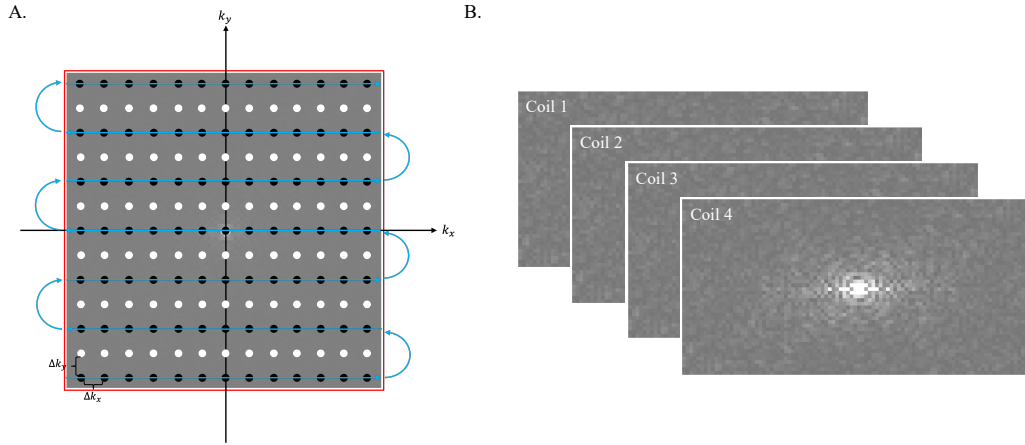 A.
k_y
k_x
Δk_y
Δk_x
B.
Coil 1
Coil 2
Coil 3
Coil 4